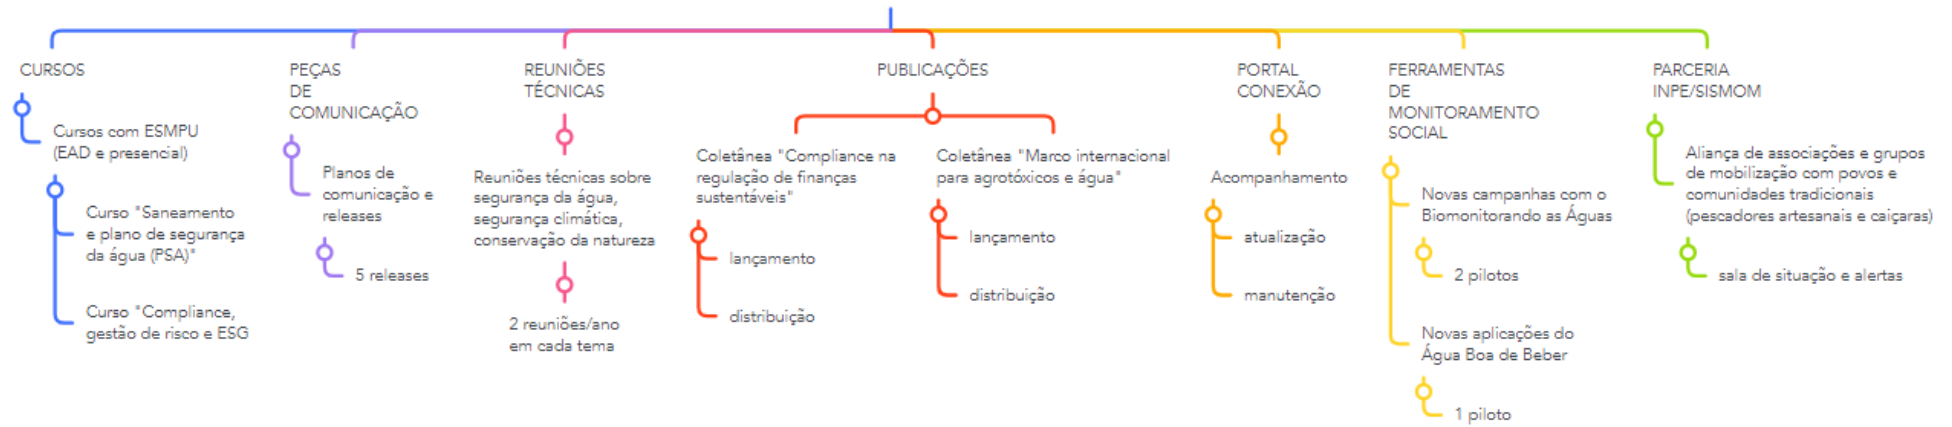 CURSOS
Cursos com ESMPU
(EAD e presencial)
Curso "Saneamento
e plano de segurança
da água (PSA)"
Curso "Compliance,
gestão de risco e ESG
PEÇAS
DE
COMUNICAÇÃO
Planos de
comunicação e
releases
5 releases
REUNIÕES
TÉCNICAS
Reuniões técnicas sobre
segurança da água,
segurança climática,
conservação da natureza
2 reuniões/ano
em cada tema
PUBLICAÇÕES
Coletânea "Compliance na
regulação de finanças
sustentáveis"
lançamento
distribuição
Coletânea "Marco internacional
para agrotóxicos e água"
lançamento
distribuição
PORTAL
CONEXÃO
Acompanhamento
atualização
manutenção
FERRAMENTAS
DE
MONITORAMENTO
SOCIAL
Novas campanhas com o
Biomonitorando as Águas
2 pilotos
Novas aplicações do
Água Boa de Beber
1 piloto
PARCERIA
INPE/SISMOM
Aliança de associações e grupos
de mobilização com povos e
comunidades tradicionais
(pescadores artesanais e caiçaras)
sala de situação e alertas